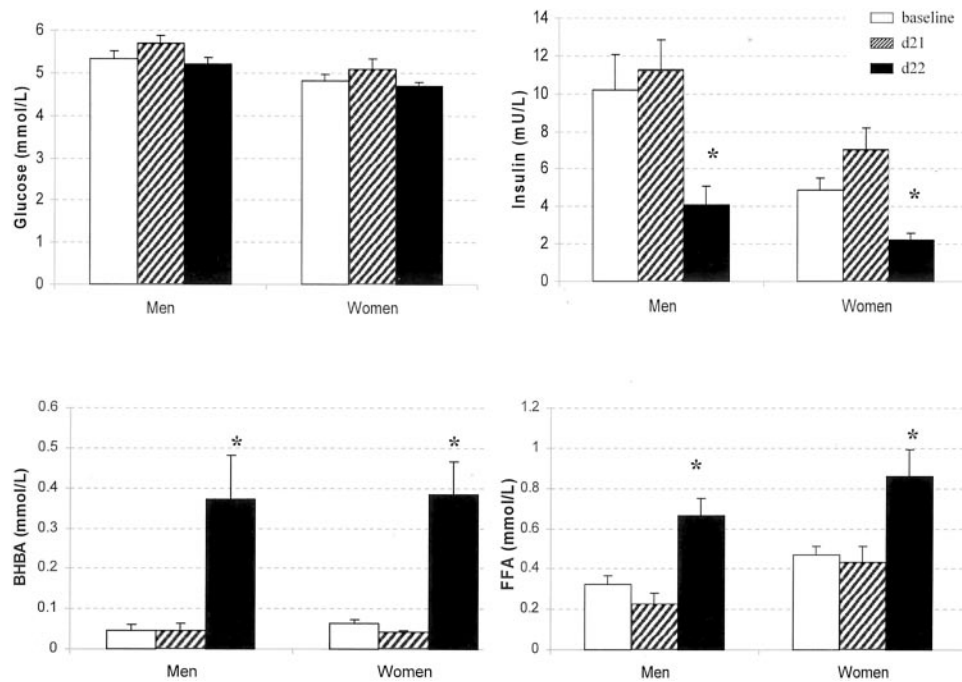 Glucose (mmol/L)
6
5
4
3
2
1
0
Men
Women
Insulin (mU/L)
14
12
10
8
6
4
2
0
*
*
Men
Women
baseline
d21
d22
BHBA (mmol/L)
0.6
0.5
0.4
0.3
0.2
0.1
0
*
*
Men
Women
FFA (mmol/L)
1.2
1
0.8
0.6
0.4
0.2
0
*
*
Men
Women